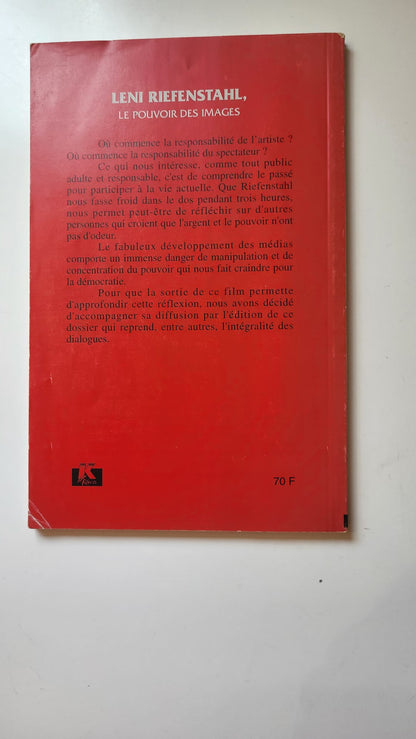 LENI RIEFENSTAHL,
LE POUVOIR DES IMAGES
Où commence la responsabilité de l'artiste ?
Où commence la responsabilité du spectateur ?
Ce qui nous intéresse, comme tout public
adulte et responsable, c'est de comprendre le passé
pour participer à la vie actuelle. Que Riefenstahl
nous fasse froid dans le dos pendant trois heures,
nous permet peut-être de réfléchir sur d'autres
personnes qui croient que l'argent et le pouvoir n'ont
pas d'odeur.
Le fabuleux développement des médias
comporte un immense danger de manipulation et de
concentration du pouvoir qui nous fait craindre pour
la démocratie.
Pour que la sortie de ce film permette
d'approfondir cette réflexion, nous avons décidé
d'accompagner sa diffusion par l'édition de ce
dossier qui reprend, entre autres, l'intégralité des
dialogues.
70 F